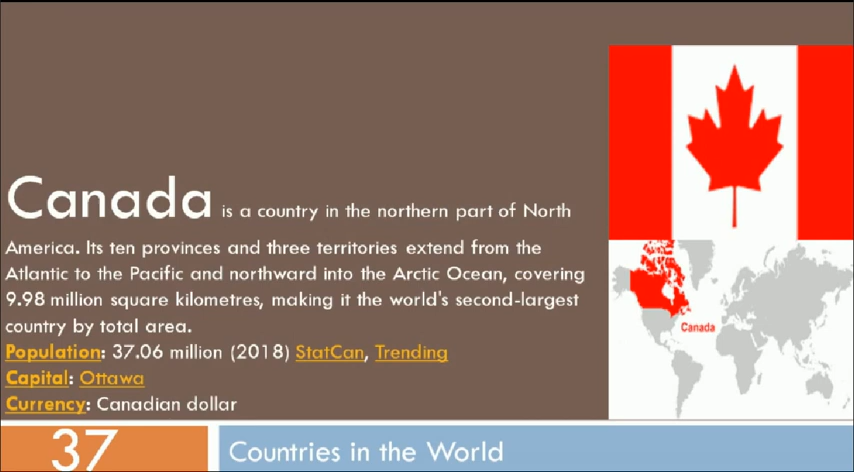 Canada is a country in the northern part of North
America. Its ten provinces and three territories extend from the
Atlantic to the Pacific and northward into the Arctic Ocean, covering
9.98 million square kilometres, making it the world's second-largest
country by total area.
Population: 37.06 million (2018) StatCan, Trending
Capital: Ottawa
Currency: Canadian dollar
Canada
37
Countries in the World